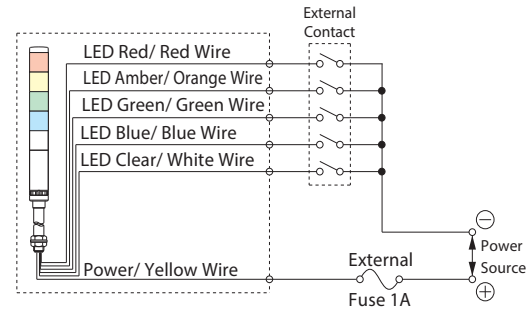 External
Contact
LED Red/ Red Wire
LED Amber/ Orange Wire
LED Green/ Green Wire
LED Blue/ Blue Wire
LED Clear/ White Wire
Power/ Yellow Wire
External
Fuse 1A
−
Power
Source
+